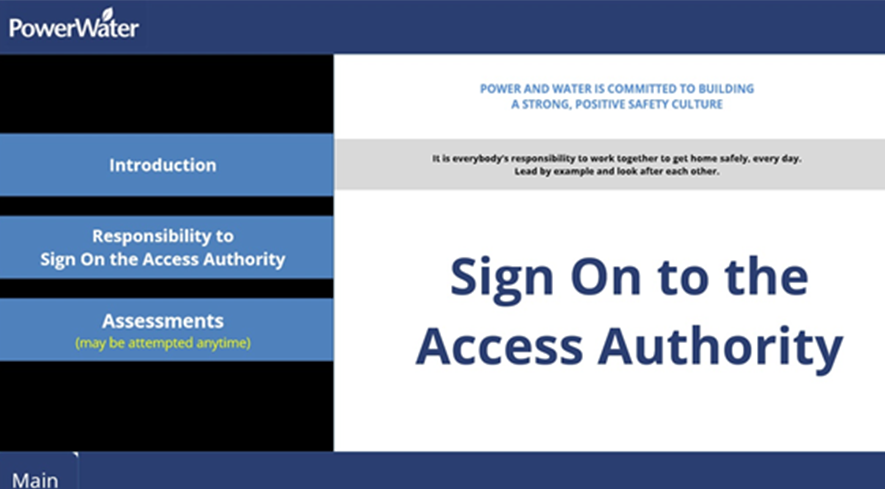 PowerWater
POWER AND WATER IS COMMITTED TO BUILDING
A STRONG, POSITIVE SAFETY CULTURE
Introduction
It is everybody's responsibility to work together to get home safely, every day.
Lead by example and look after each other.
Responsibility to
Sign On the Access Authority
Assessments
(may be attempted anytime)
Sign On to the
Access Authority
Main